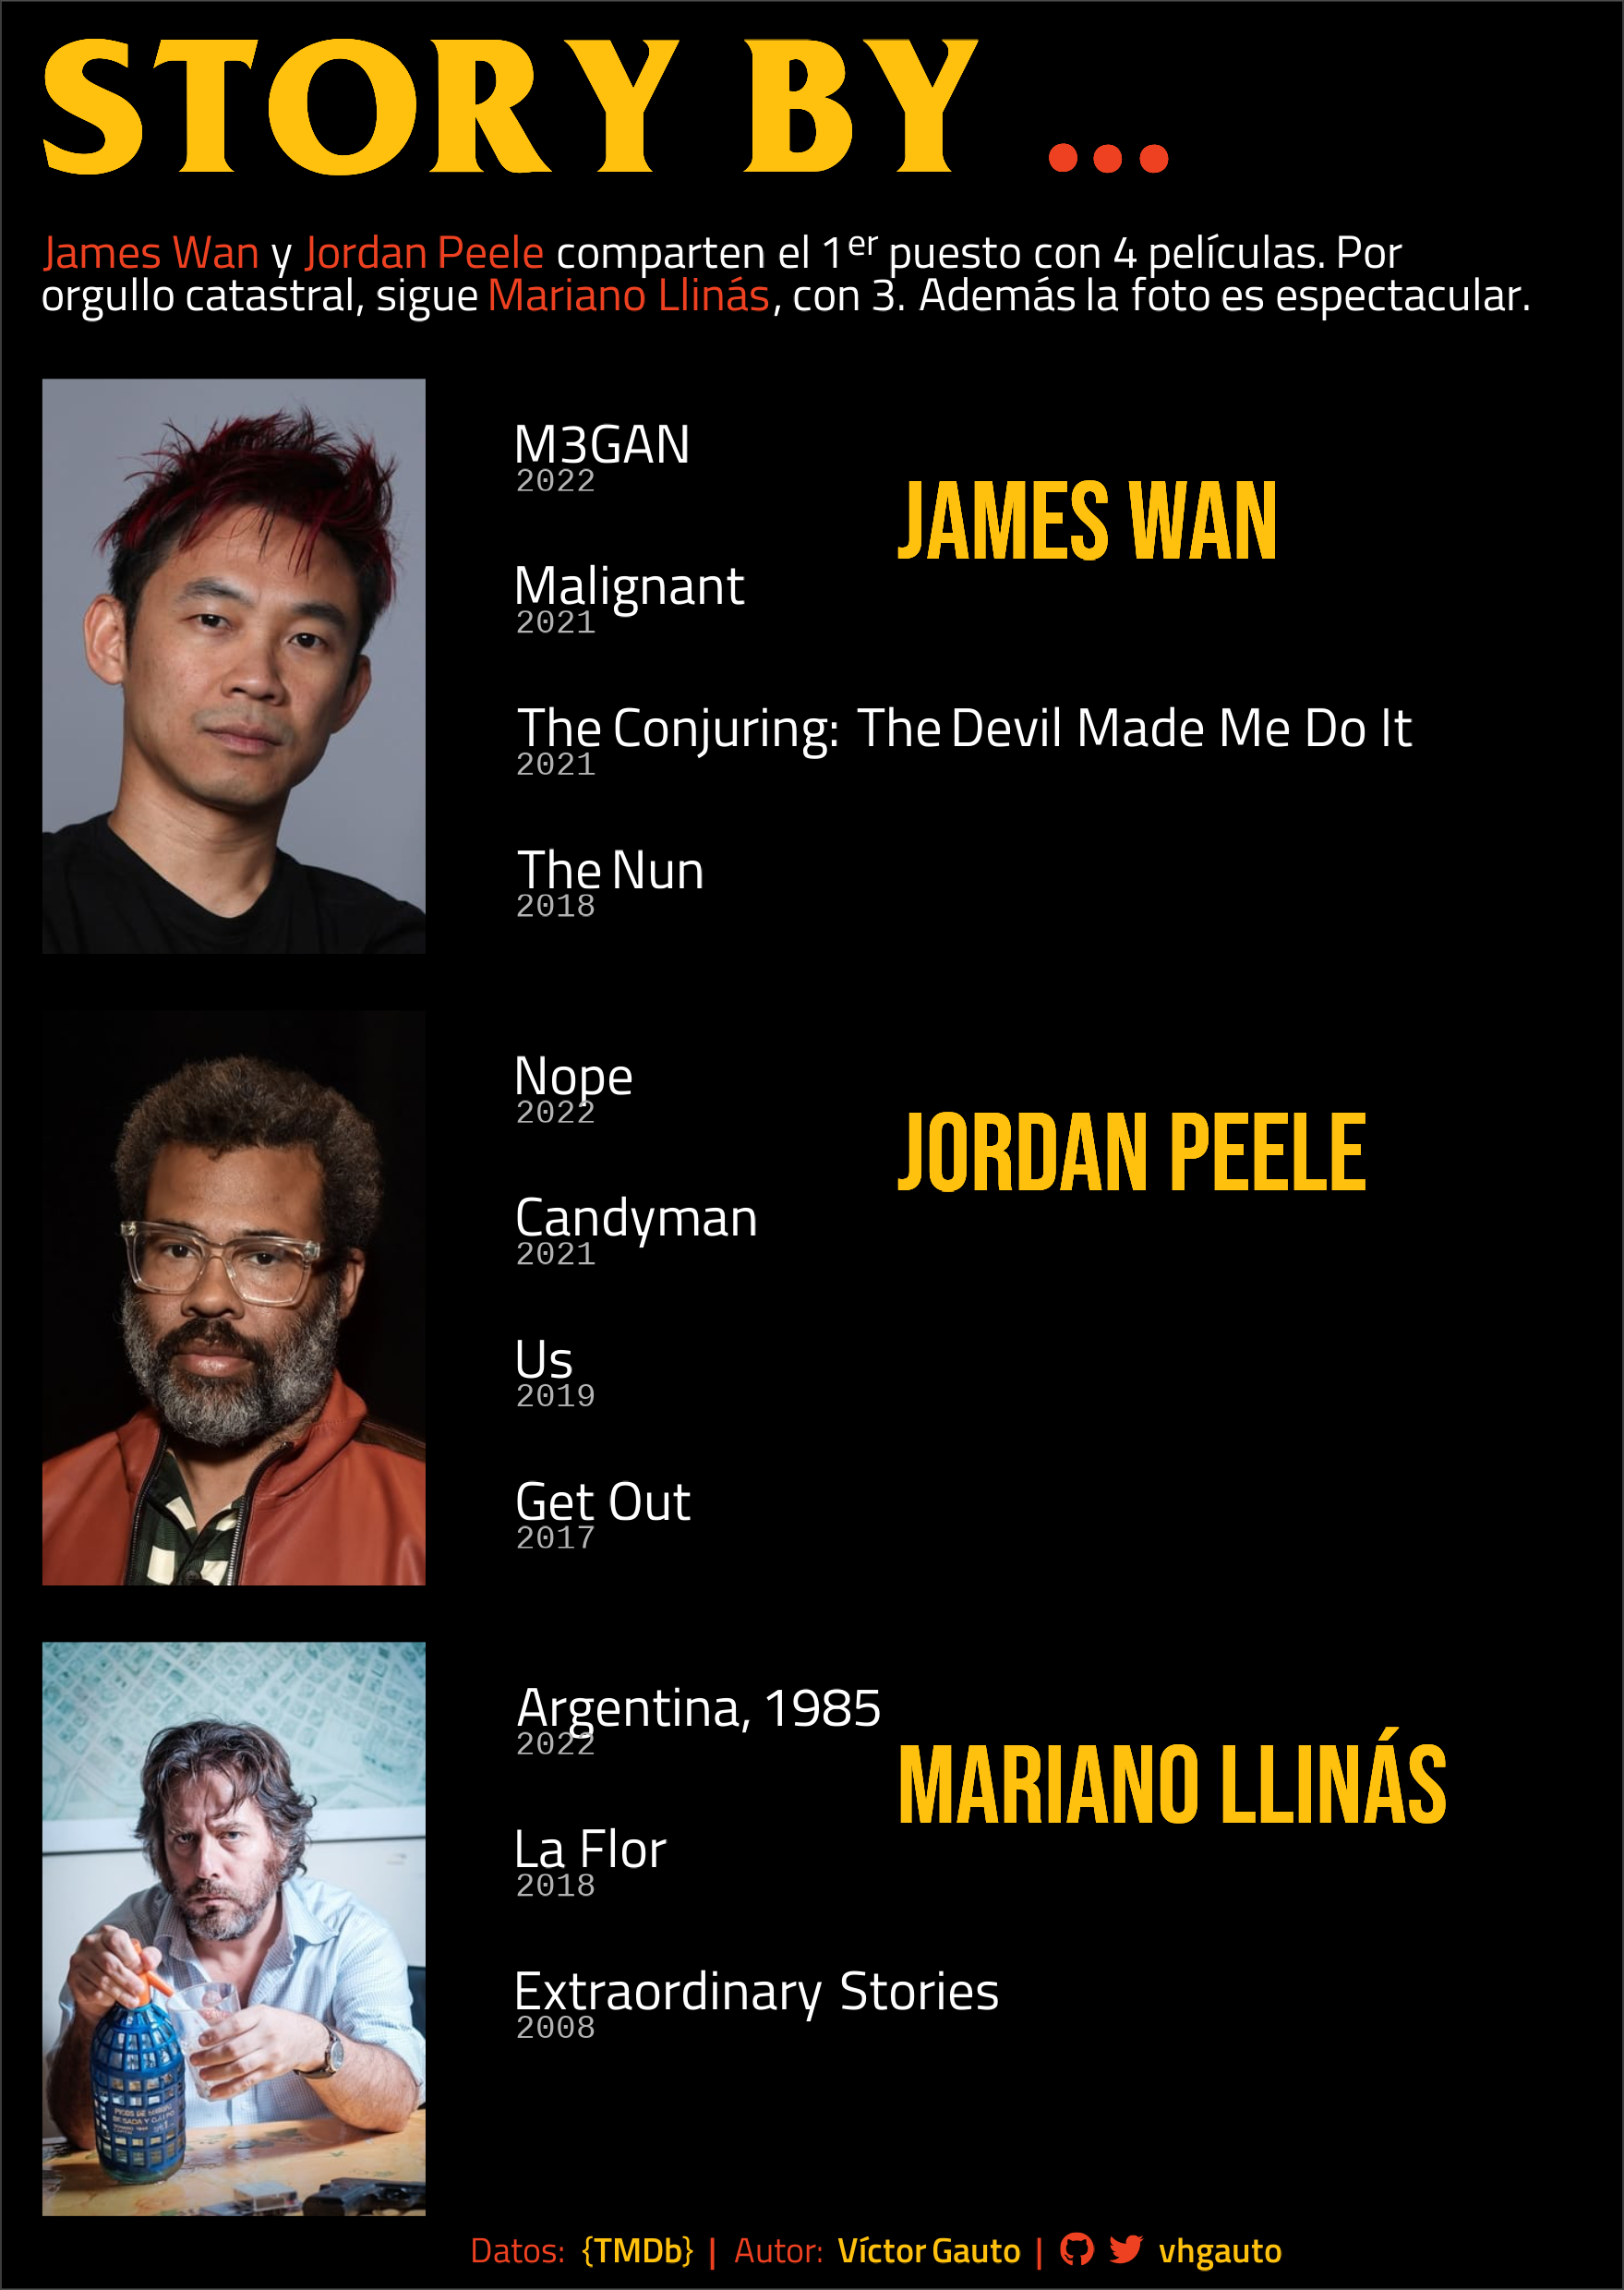 STORY BY ...
James Wan y Jordan Peele comparten el 1er puesto con 4 películas. Por
orgullo catastral, sigue Mariano Llinás, con 3. Además la foto es espectacular.
M3GAN
2022
JAMES WAN
Malignant
2021
The Conjuring: The Devil Made Me Do It
2021
The Nun
2018
Nope
2022
JORDAN PEELE
Candyman
2021
Us
2019
Get Out
2017
Argentina, 1985
2022
MARIANO LLINÁS
La Flor
2018
Extraordinary Stories
2008
Datos: {TMDb} | Autor: Víctor Gauto | vhgauto